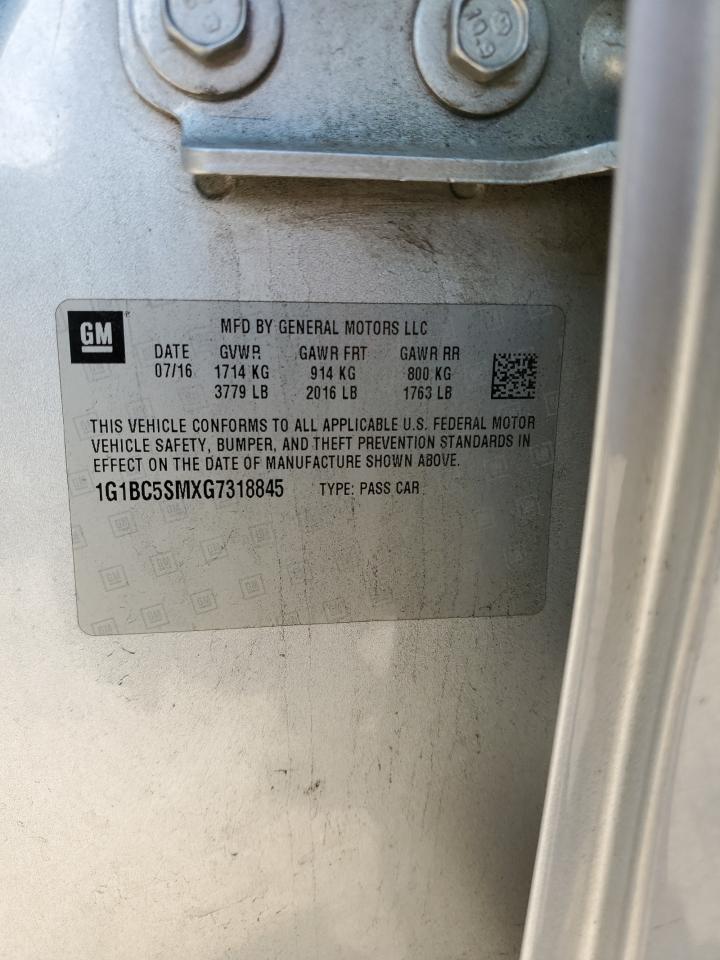 10.9
GM
MFD BY GENERAL MOTORS LLC
DATE GVWR GAWR FRT GAWR RR
07/16 1714 KG 914 KG 800 KG
3779 LB 2016 LB 1763 LB
THIS VEHICLE CONFORMS TO ALL APPLICABLE U.S. FEDERAL MOTOR
VEHICLE SAFETY, BUMPER, AND THEFT PREVENTION STANDARDS IN
EFFECT ON THE DATE OF MANUFACTURE SHOWN ABOVE.
1G1BC5SMXG7318845 TYPE: PASS CAR